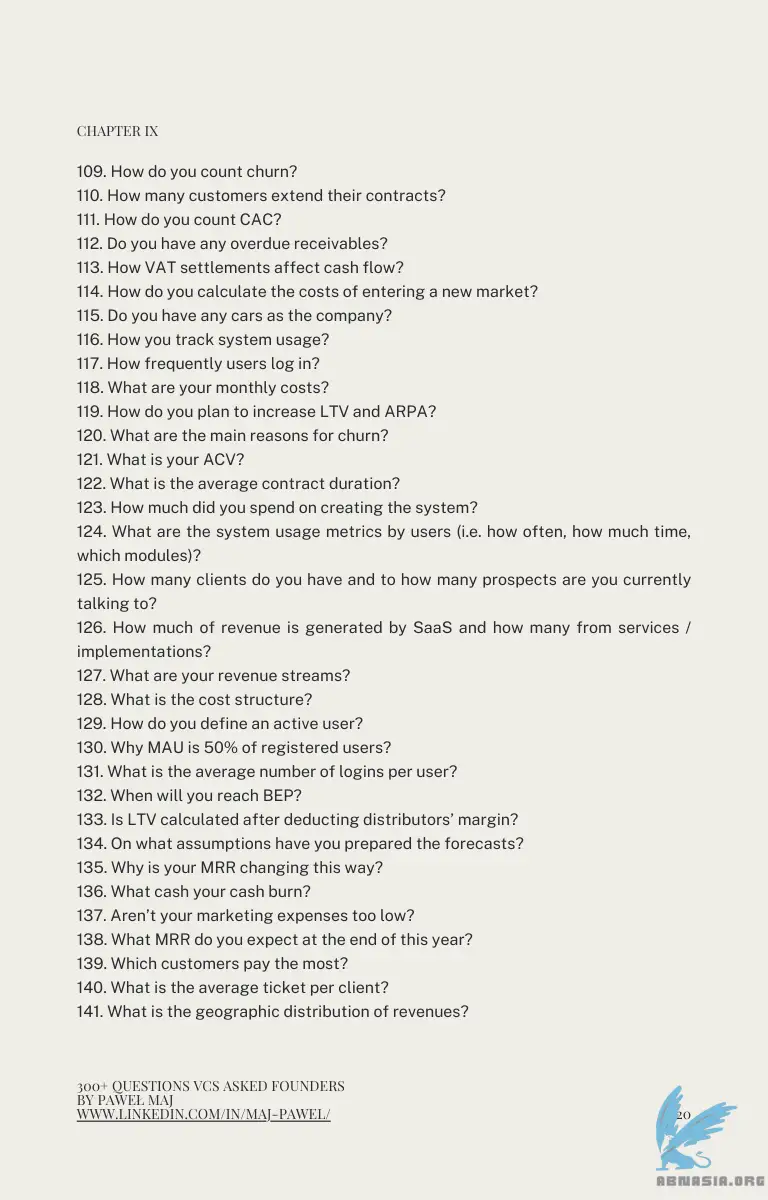 CHAPTER IX
109. How do you count churn?
110. How many customers extend their contracts?
111. How do you count CAC?
112. Do you have any overdue receivables?
113. How VAT settlements affect cash flow?
114. How do you calculate the costs of entering a new market?
115. Do you have any cars as the company?
116. How you track system usage?
117. How frequently users log in?
118. What are your monthly costs?
119. How do you plan to increase LTV and ARPA?
120. What are the main reasons for churn?
121. What is your ACV?
122. What is the average contract duration?
123. How much did you spend on creating the system?
124. What are the system usage metrics by users (i.e. how often, how much time,
which modules)?
125. How many clients do you have and to how many prospects are you currently
talking to?
126. How much of revenue is generated by SaaS and how many from services /
implementations?
127. What are your revenue streams?
128. What is the cost structure?
129. How do you define an active user?
130. Why MAU is 50% of registered users?
131. What is the average number of logins per user?
132. When will you reach BEP?
133. Is LTV calculated after deducting distributors’ margin?
134. On what assumptions have you prepared the forecasts?
135. Why is your MRR changing this way?
136. What cash your cash burn?
137. Aren’t your marketing expenses too low?
138. What MRR do you expect at the end of this year?
139. Which customers pay the most?
140. What is the average ticket per client?
141. What is the geographic distribution of revenues?
300+ QUESTIONS VCS ASKED FOUNDERS
BY PAWEŁ MAJ
WWW.LINKEDIN.COM/IN/MAJ-PAWEL/
20
ABNASIA.ORG